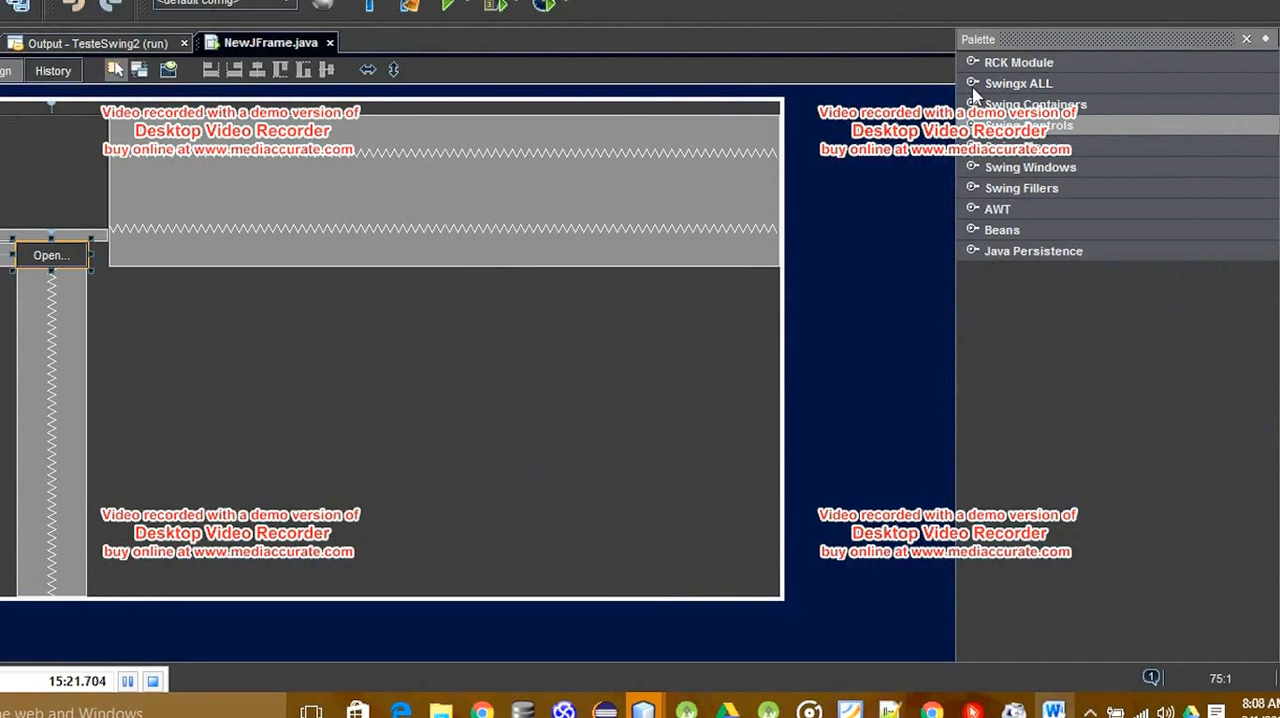 <default config>
Output - TesteSwing2 (run)
NewJFrame.java
Palette
History
RCK Module
Swingx ALL
Swing Containers
Swing Controls
Swing Windows
Swing Fillers
AWT
Beans
Java Persistence
Video recorded with a demo version of
Desktop Video Recorder
buy online at www.mediaccurate.com
Video recorded with a demo version of
Desktop Video Recorder
buy online at www.mediaccurate.com
Open...
Video recorded with a demo version of
Desktop Video Recorder
buy online at www.mediaccurate.com
Video recorded with a demo version of
Desktop Video Recorder
buy online at www.mediaccurate.com
15:21.704
75:1
web and Windows
8:08 AM